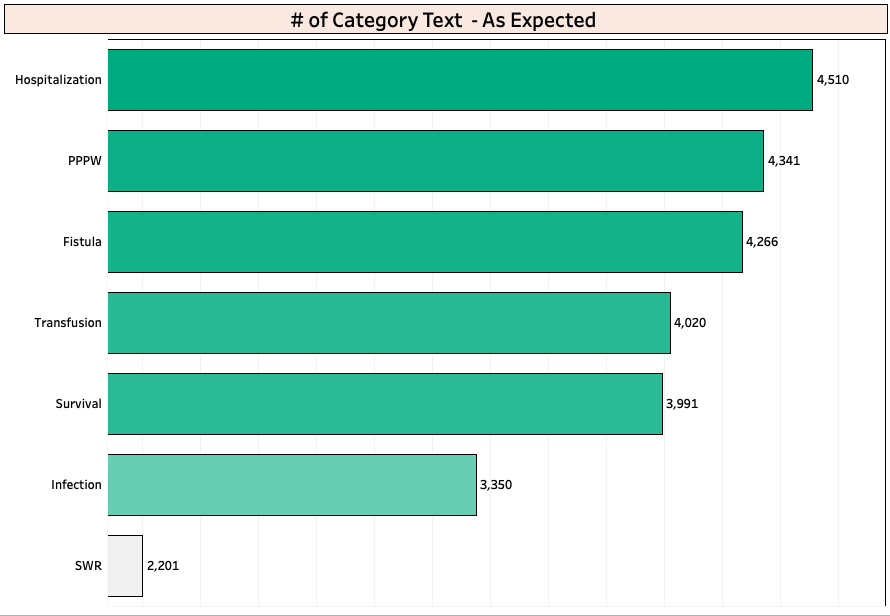 # of Category Text - As Expected
Hospitalization 4,510
PPPW 4,341
Fistula 4,266
Transfusion 4,020
Survival 3,991
Infection 3,350
SWR 2,201